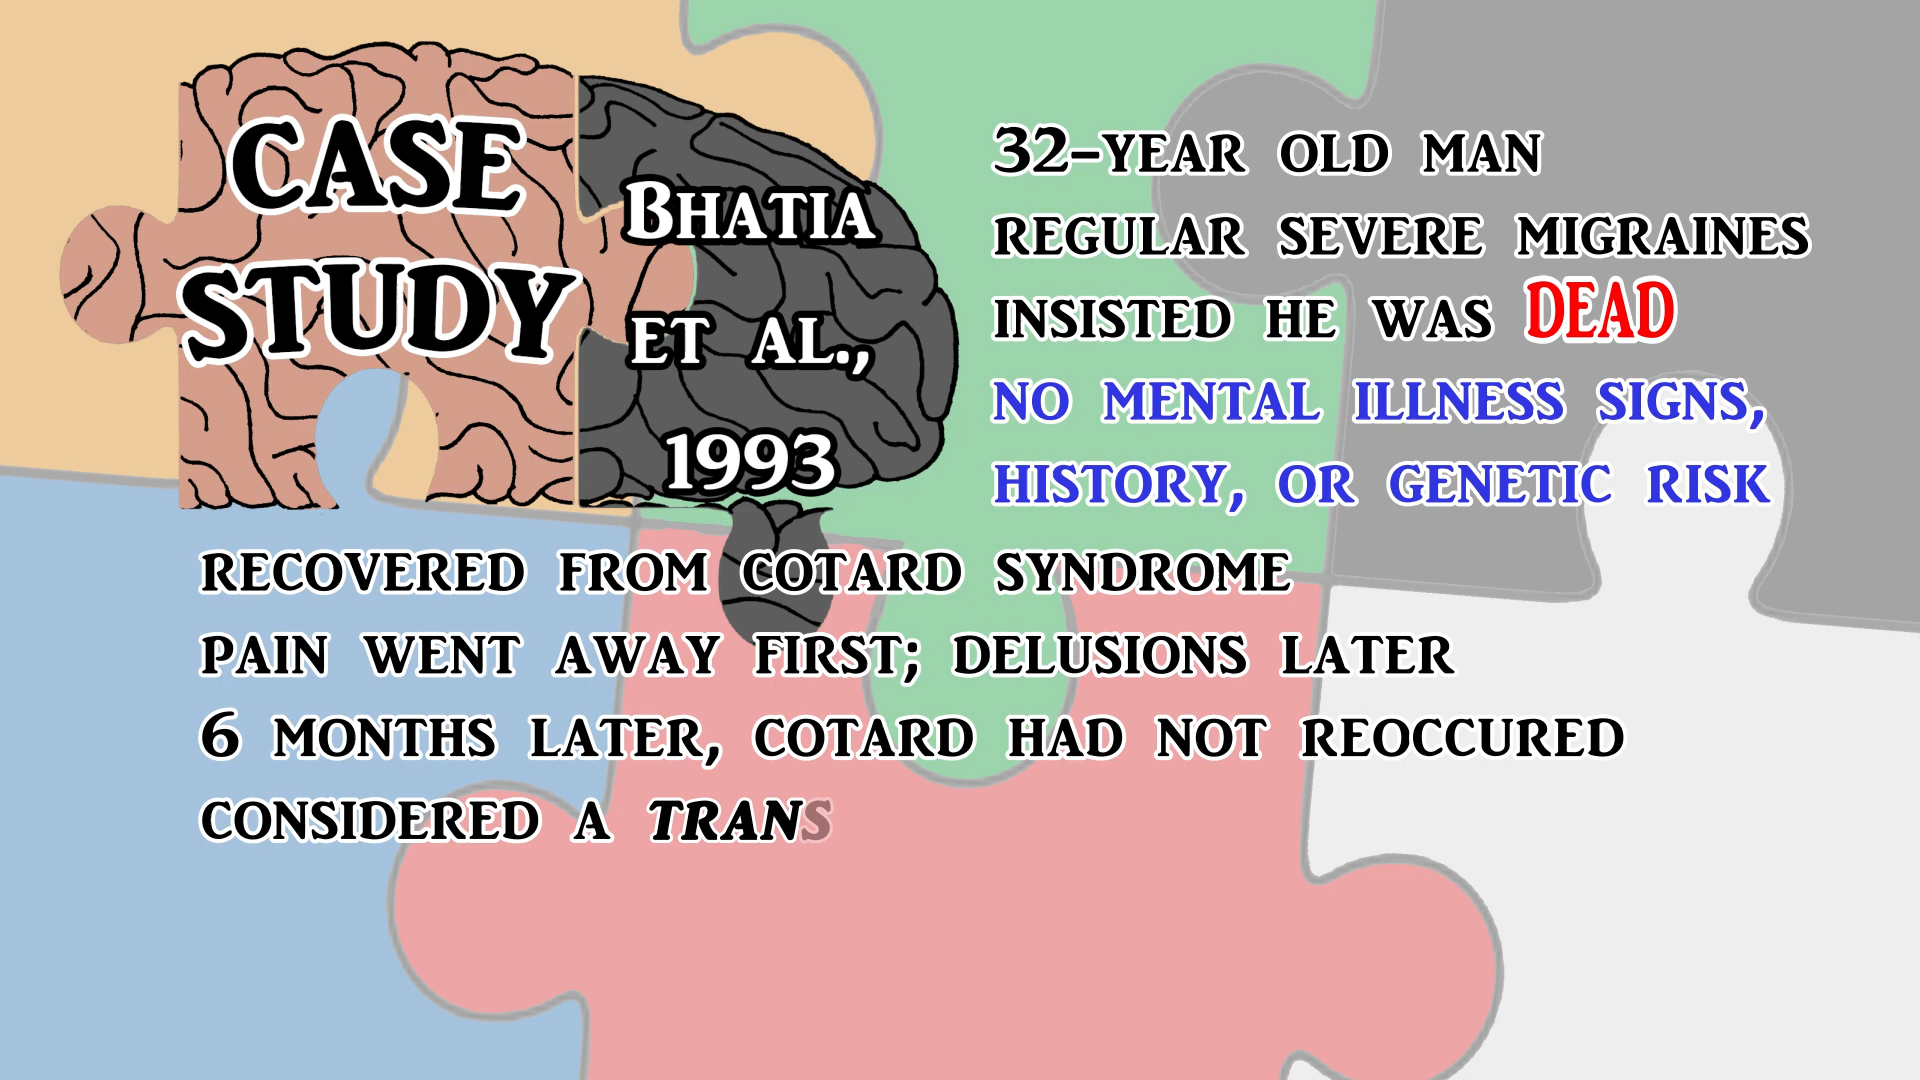 CASE
STUDY
BHATIA
ET AL.,
1993
32-YEAR OLD MAN
REGULAR SEVERE MIGRAINES
INSISTED HE WAS DEAD
NO MENTAL ILLNESS SIGNS,
HISTORY, OR GENETIC RISK
RECOVERED FROM COTARD SYNDROME
PAIN WENT AWAY FIRST; DELUSIONS LATER
6 MONTHS LATER, COTARD HAD NOT REOCCURED
CONSIDERED A TRANS